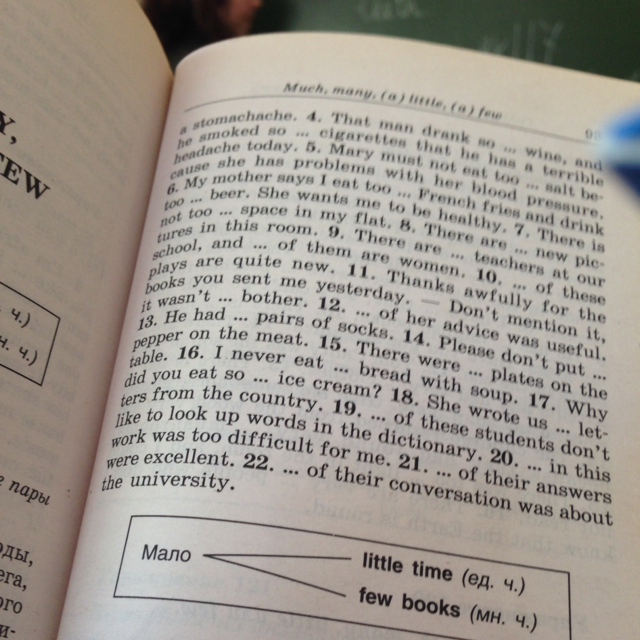 Much, many, (a) little, (a) few
a stomachache. 4. That man drank so ... wine, and
he smoked so ... cigarettes that he has a terrible
headache today. 5. Mary must not eat too ... salt be-
cause she has problems with her blood pressure.
6. My mother says I eat too ... French fries and drink
too ... beer. She wants me to be healthy. 7. There is
not too ... space in my flat. 8. There are ... new pic-
tures in this room. 9. There are ... teachers at our
school, and ... of them are women. 10. ... of these
plays are quite new. 11. Thanks awfully for the
books you sent me yesterday. — Don't mention it,
it wasn't ... bother. 12. ... of her advice was useful.
13. He had ... pairs of socks. 14. Please don't put ...
pepper on the meat. 15. There were ... plates on the
table. 16. I never eat ... bread with soup. 17. Why
did you eat so ... ice cream? 18. She wrote us ... let-
ters from the country. 19. ... of these students don't
like to look up words in the dictionary. 20. ... in this
work was too difficult for me. 21. ... of their answers
were excellent. 22. ... of their conversation was about
the university.
Мало
little time (ед. ч.)
few books (мн. ч.)
Y,
FEW
ч.)
н. ч.)
е пары